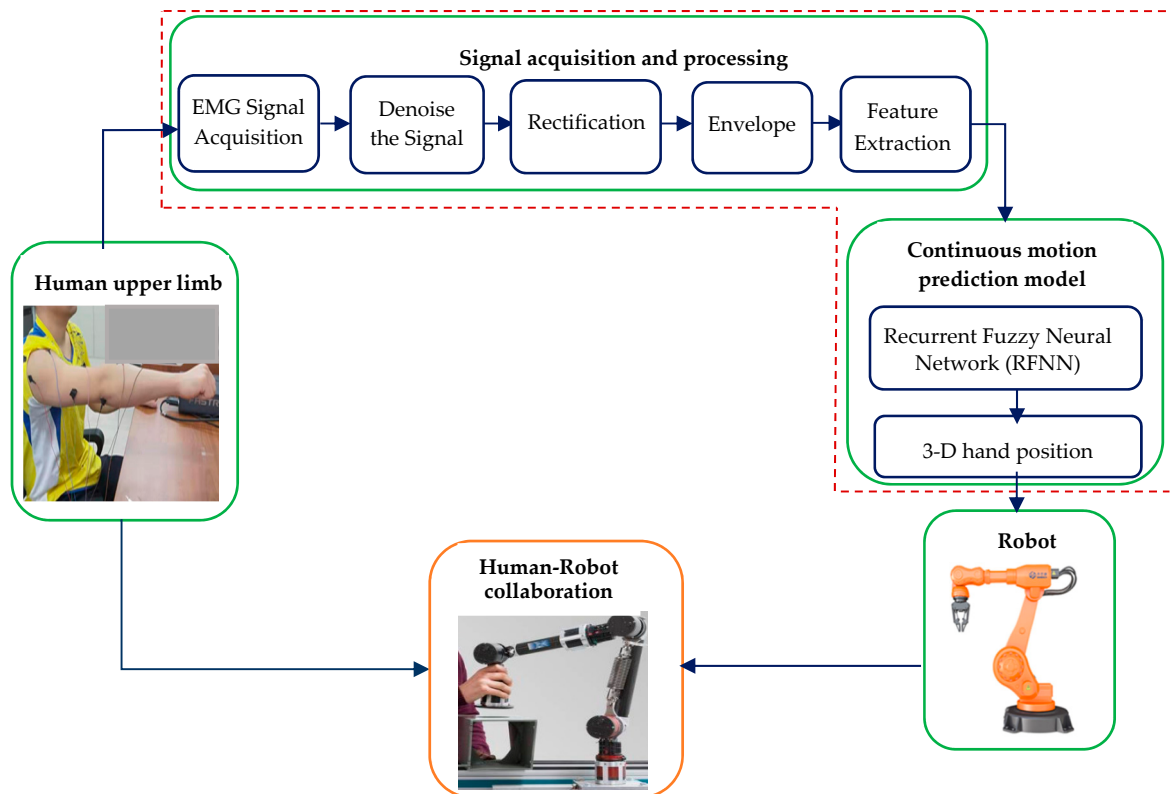 Signal acquisition and processing
EMG Signal
Acquisition
Denoise
the Signal
Rectification
Envelope
Feature
Extraction
Continuous motion
prediction model
Recurrent Fuzzy Neural
Network (RFNN)
3-D hand position
Human upper limb
Human-Robot
collaboration
Robot